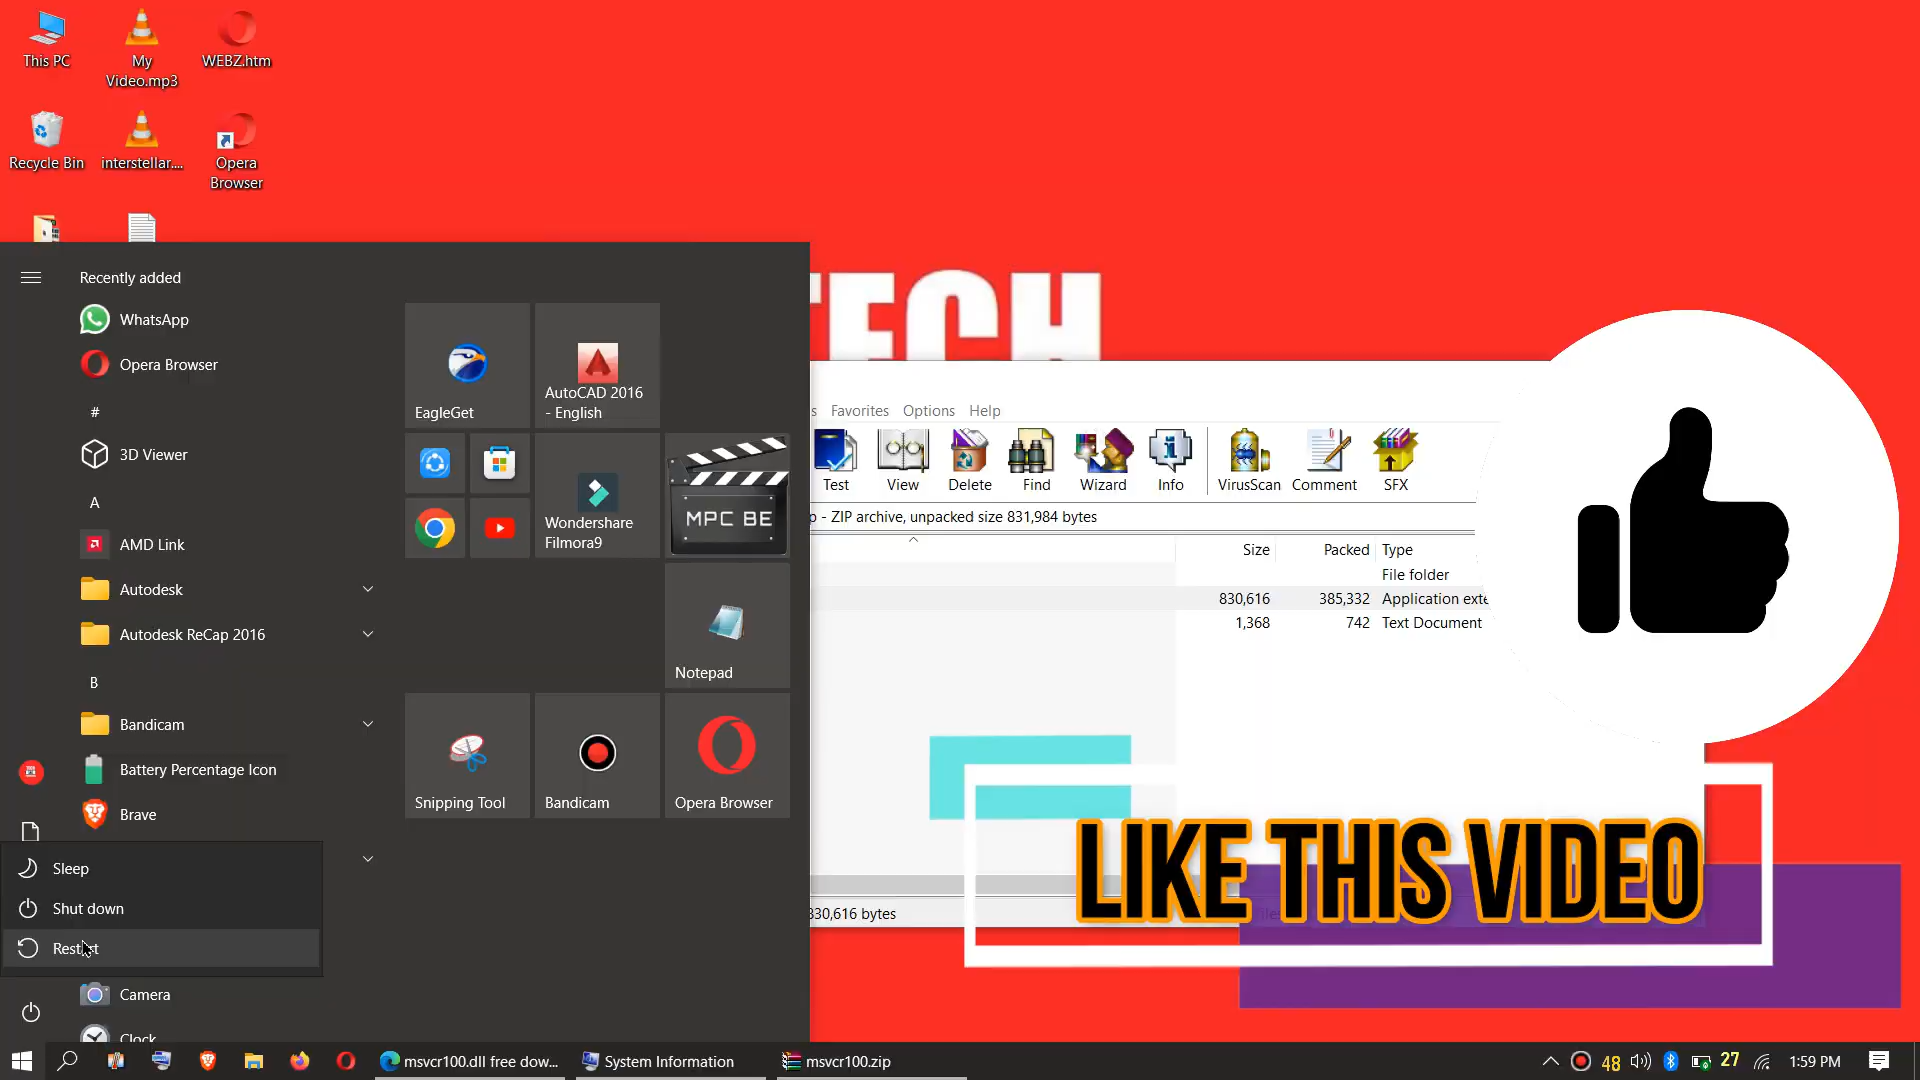 This PC
My
Video.mp3
WEBZ.htm
Recycle Bin
interstellar....
Opera
Browser
TECH
Recently added
WhatsApp
Opera Browser
#
3D Viewer
A
AMD Link
Autodesk
Autodesk ReCap 2016
B
Bandicam
Battery Percentage Icon
Brave
Sleep
Shut down
Restart
Camera
Clock
EagleGet
AutoCAD 2016
- English
Wondershare
Filmora9
MPC BE
Notepad
Snipping Tool
Bandicam
Opera Browser
s Favorites Options Help
Test View Delete Find Wizard Info VirusScan Comment SFX
p - ZIP archive, unpacked size 831,984 bytes
Size Packed Type
File folder
830,616 385,332 Application exte
1,368 742 Text Document
830,616 bytes
LIKE THIS VIDEO
msvcr100.dll free dow...
System Information
msvcr100.zip
48
27
1:59 PM